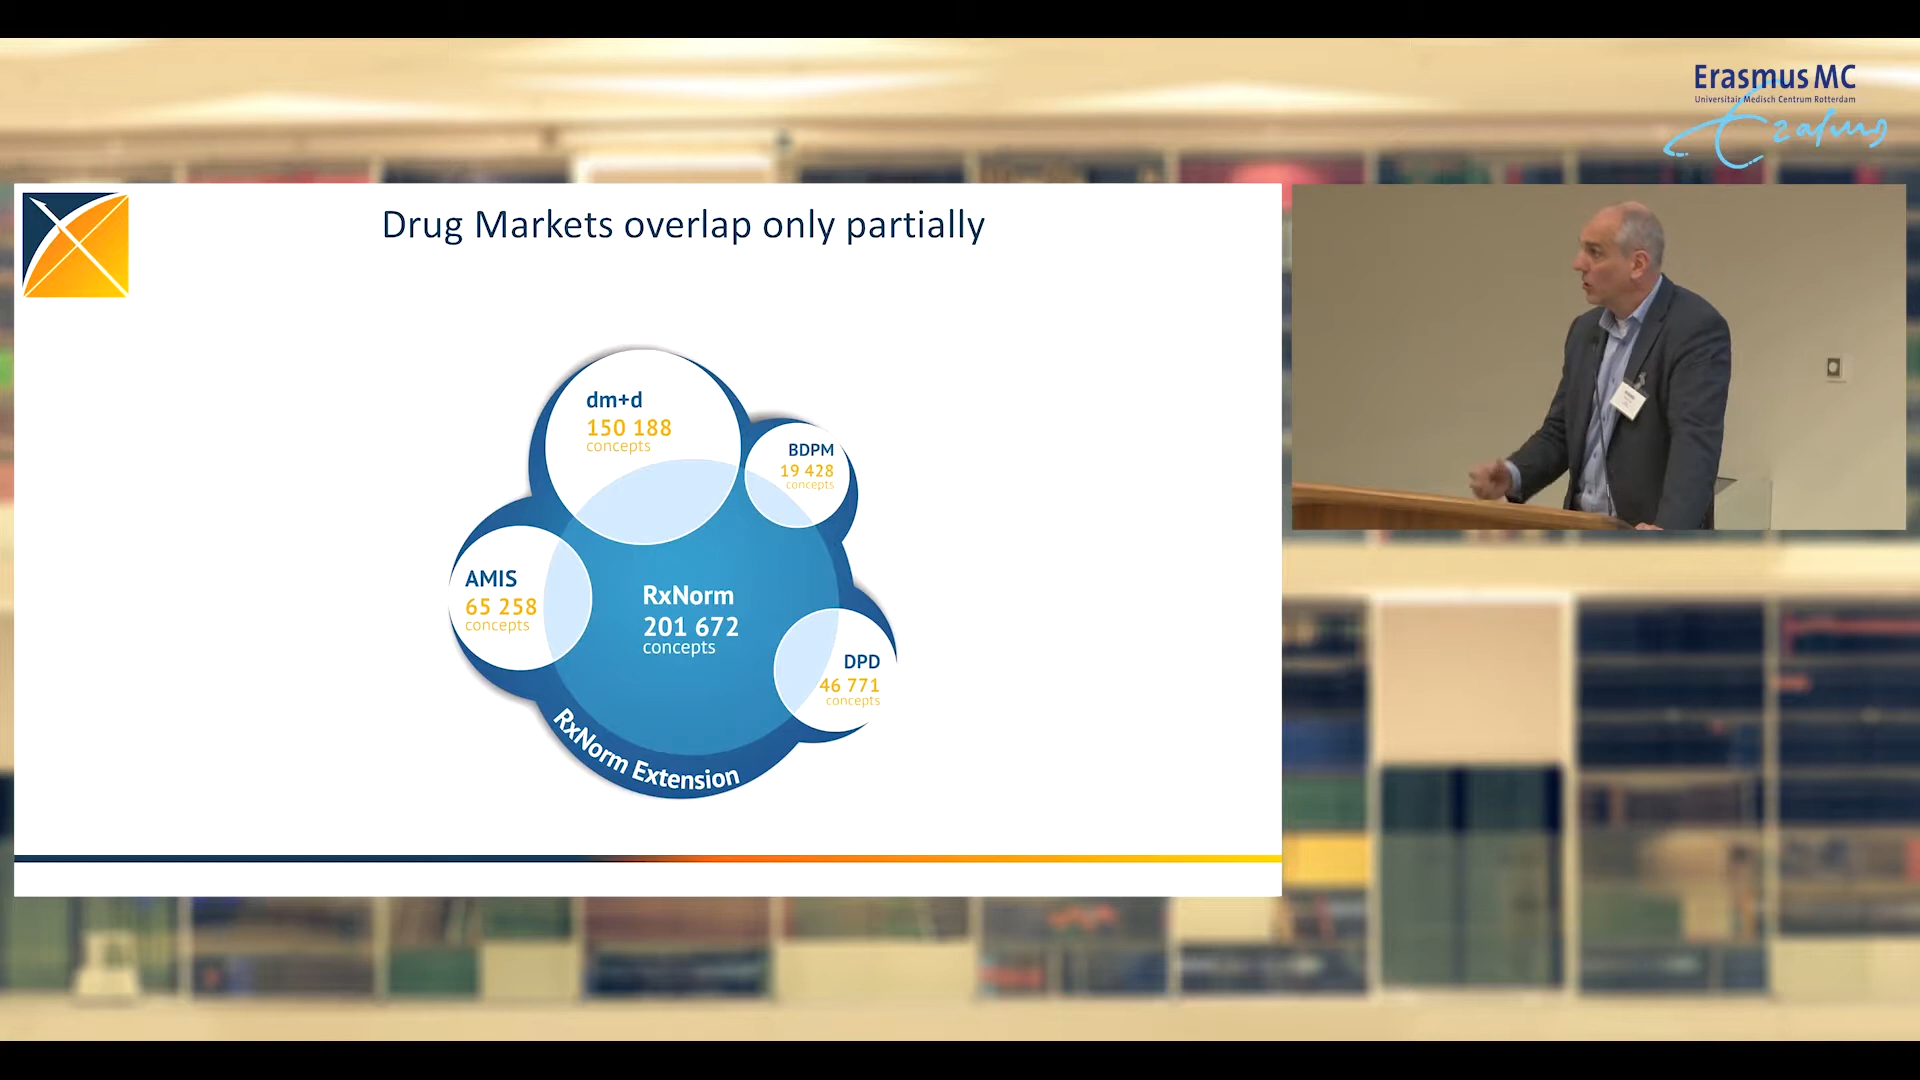 Erasmus MC
Universitair Medisch Centrum Rotterdam
Erasmus
Drug Markets overlap only partially
dm+d
150 188
concepts
BDPM
19 428
concepts
AMIS
65 258
concepts
RxNorm
201 672
concepts
DPD
46 771
concepts
RxNorm Extension